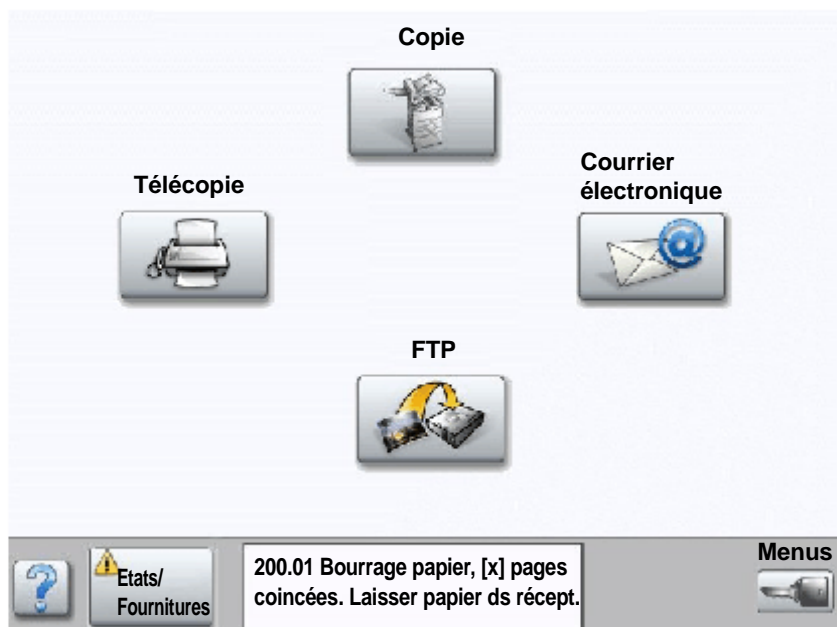 Copie
Télécopie
Courrier
électronique
FTP
Etats/
Fournitures
200.01 Bourrage papier, [x] pages
coincées. Laisser papier ds récept.
Menus